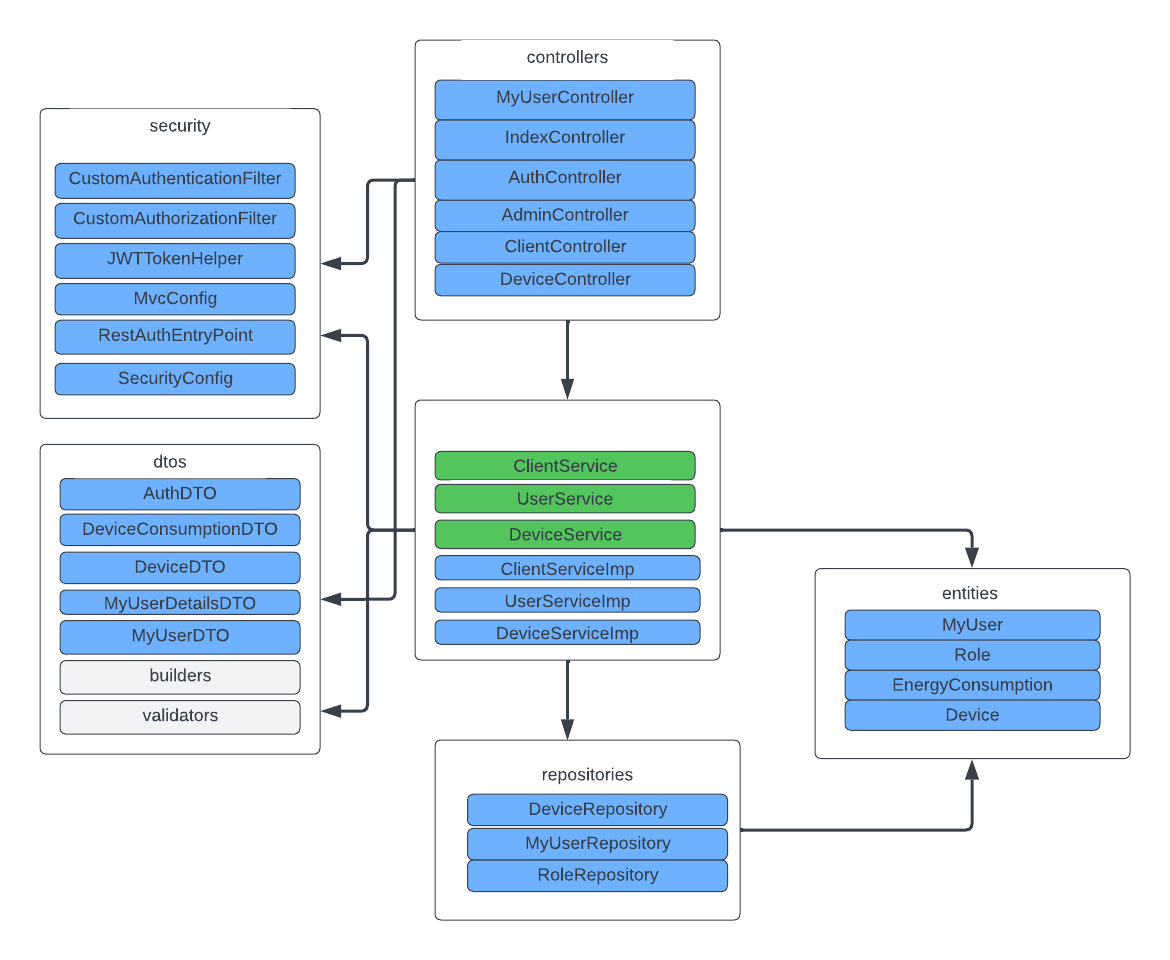 controllers
MyUserController
IndexController
AuthController
AdminController
ClientController
DeviceController
security
CustomAuthenticationFilter
CustomAuthorizationFilter
JWTTokenHelper
MvcConfig
RestAuthEntryPoint
SecurityConfig
dtos
AuthDTO
DeviceConsumptionDTO
DeviceDTO
MyUserDetailsDTO
MyUserDTO
builders
validators
ClientService
UserService
DeviceService
ClientServiceImp
UserServiceImp
DeviceServiceImp
entities
MyUser
Role
EnergyConsumption
Device
repositories
DeviceRepository
MyUserRepository
RoleRepository